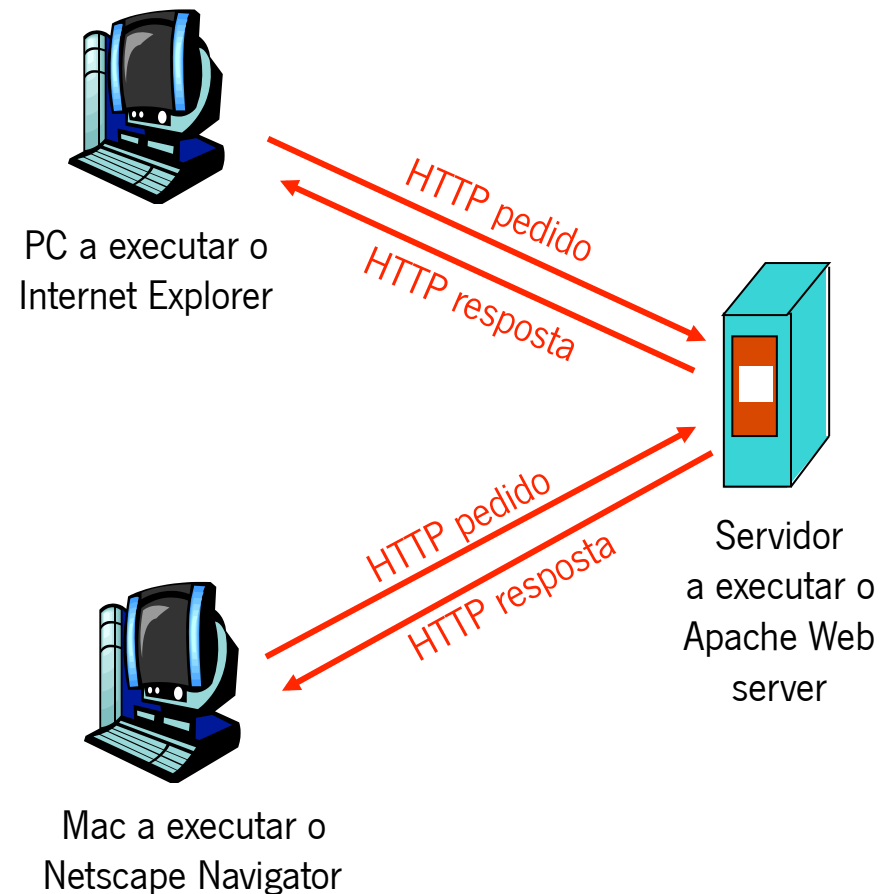 HTTP pedido
HTTP resposta
PC a executar o
Internet Explorer
HTTP pedido
HTTP resposta
Servidor
a executar o
Apache Web
server
Mac a executar o
Netscape Navigator